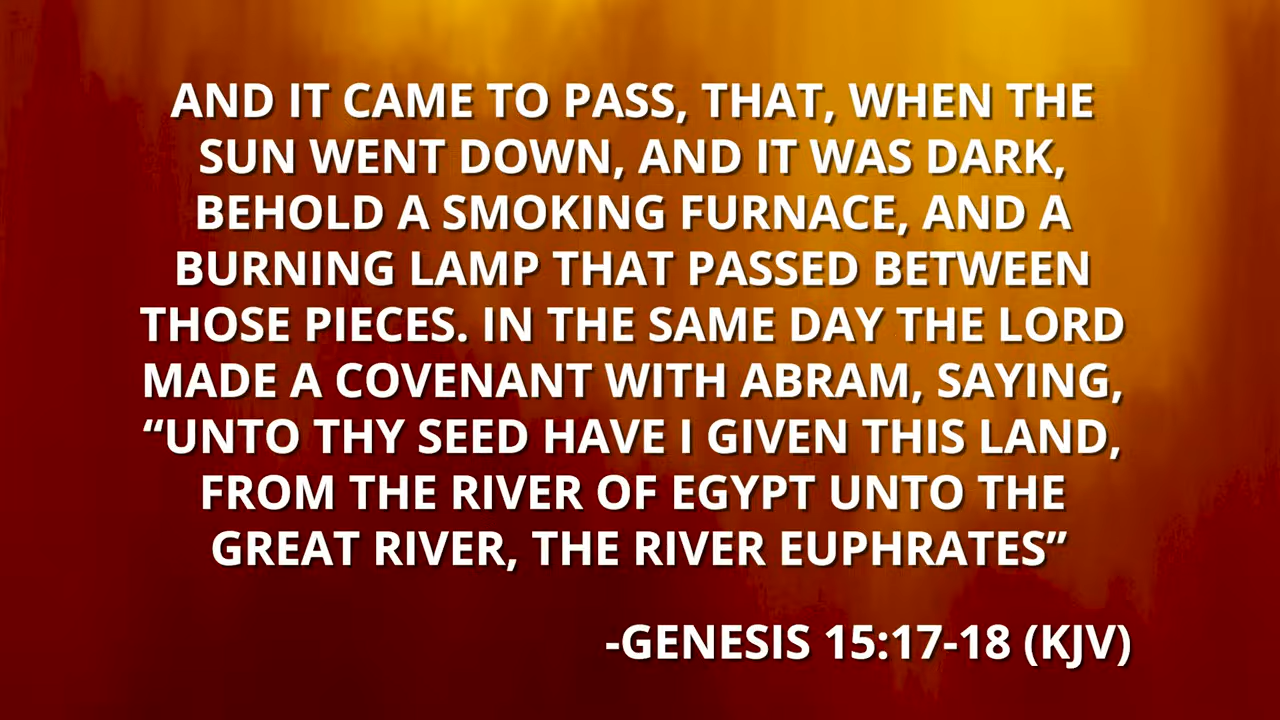 AND IT CAME TO PASS, THAT, WHEN THE
SUN WENT DOWN, AND IT WAS DARK,
BEHOLD A SMOKING FURNACE, AND A
BURNING LAMP THAT PASSED BETWEEN
THOSE PIECES. IN THE SAME DAY THE LORD
MADE A COVENANT WITH ABRAM, SAYING,
“UNTO THY SEED HAVE I GIVEN THIS LAND,
FROM THE RIVER OF EGYPT UNTO THE
GREAT RIVER, THE RIVER EUPHRATES”
-GENESIS 15:17-18 (KJV)